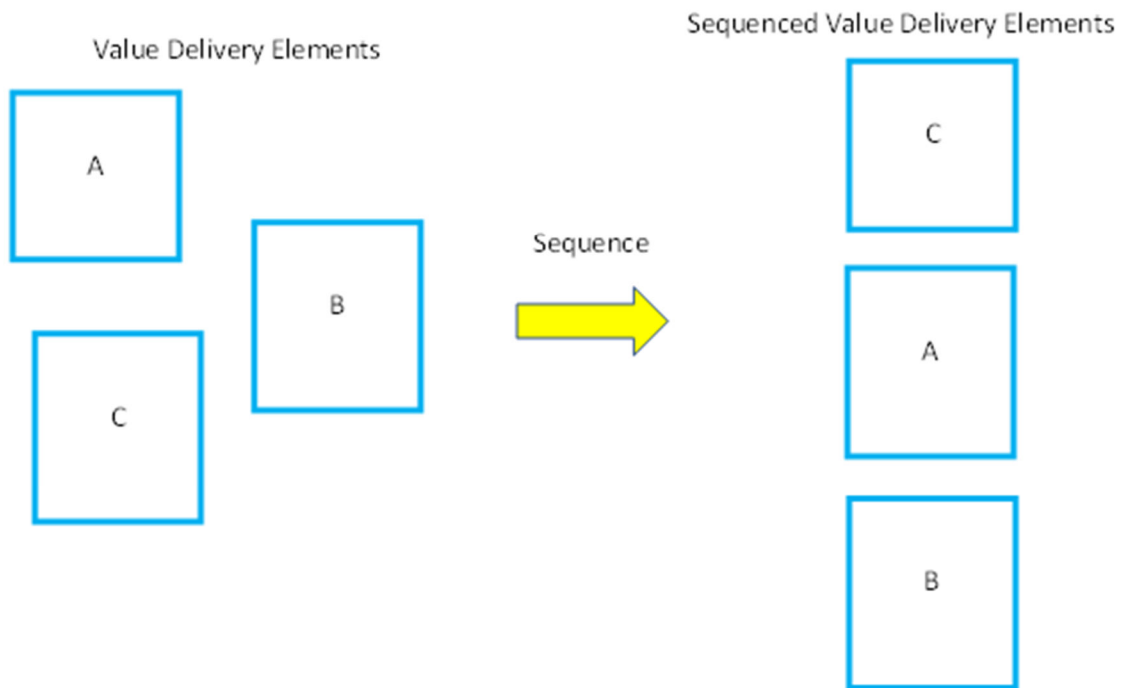 Value Delivery Elements
A
B
C
Sequence
Sequenced Value Delivery Elements
C
A
B